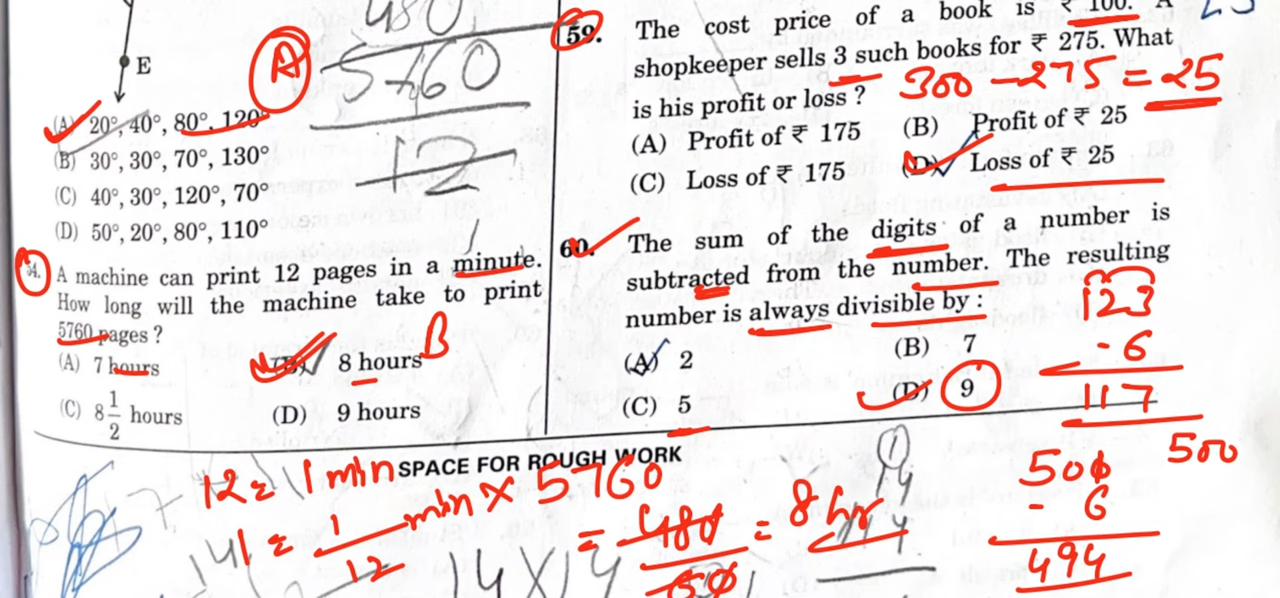 E
(A) 20°, 40°, 80°, 120°
(B) 30°, 30°, 70°, 130°
(C) 40°, 30°, 120°, 70°
(D) 50°, 20°, 80°, 110°
A
480
5760
12
1
54. A machine can print 12 pages in a minute.
How long will the machine take to print
5760 pages ?
(A) 7 hours
(B) 8 hours B
(C) 8 1/2 hours
(D) 9 hours
59. The cost price of a book is ₹ 100. A
shopkeeper sells 3 such books for ₹ 275. What
is his profit or loss ?
300 - 275 = 25
(A) Profit of ₹ 175
(B) Profit of ₹ 25
(C) Loss of ₹ 175
(D) Loss of ₹ 25
60. The sum of the digits of a number is
subtracted from the number. The resulting
number is always divisible by :
(A) 2
(B) 7
(C) 5
(D) 9
123
- 6
117
SPACE FOR ROUGH WORK
12 = 1 min
1 = 1/12 min × 5760
= 480/60 = 8 hr
14 X 14
500
500
- 6
494